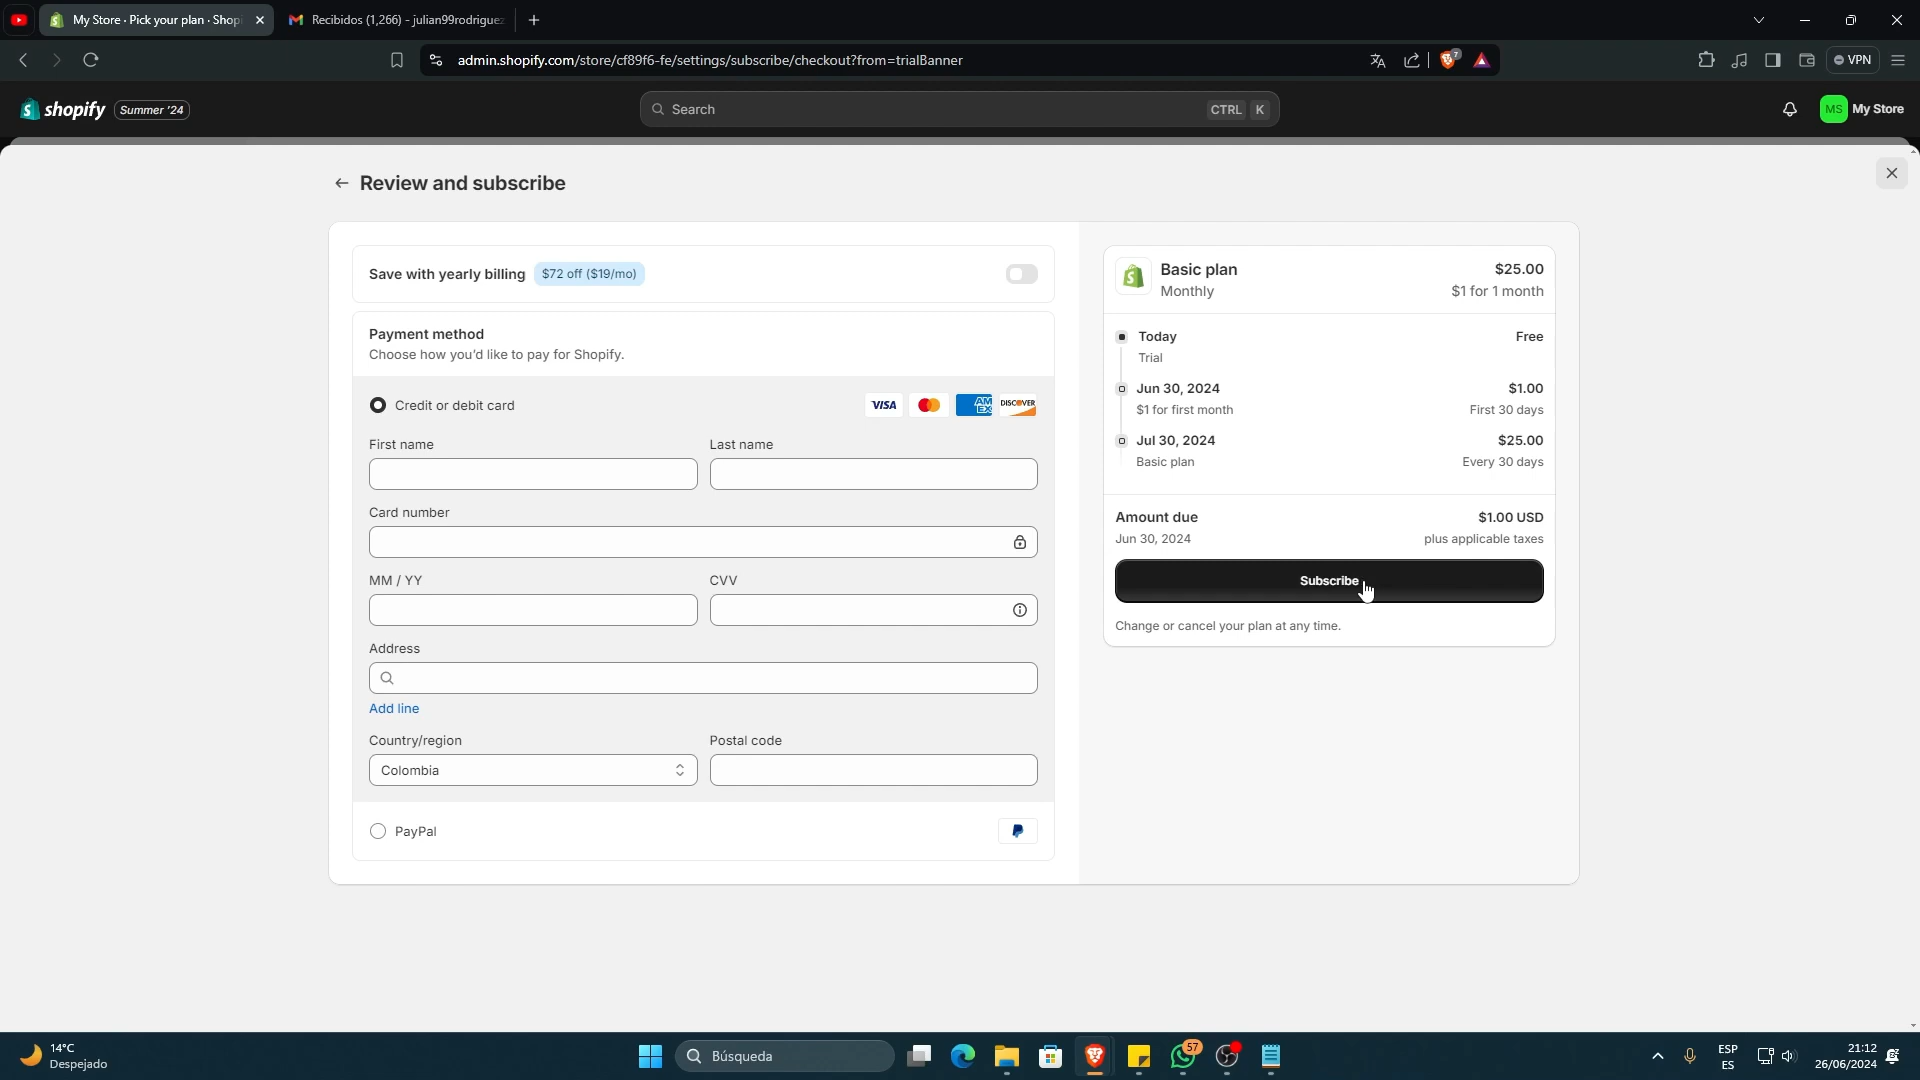 My Store · Pick your plan · Shopi
Recibidos (1,266) - julian99rodriguez
admin.shopify.com/store/cf89f6-fe/settings/subscribe/checkout?from=trialBanner
7
VPN
shopify
Summer '24
Search
CTRL K
MS
My Store
Review and subscribe
Save with yearly billing
$72 off ($19/mo)
Payment method
Choose how you'd like to pay for Shopify.
Credit or debit card
VISA
AM
EX
DISCOVER
First name
Last name
Card number
MM / YY
CVV
Address
Add line
Country/region
Postal code
Colombia
PayPal
Basic plan
$25.00
Monthly
$1 for 1 month
Today
Free
Trial
Jun 30, 2024
$1.00
$1 for first month
First 30 days
Jul 30, 2024
$25.00
Basic plan
Every 30 days
Amount due
$1.00 USD
Jun 30, 2024
plus applicable taxes
Subscribe
Change or cancel your plan at any time.
14°C
Despejado
Búsqueda
57
ESP
ES
21:12
26/06/2024